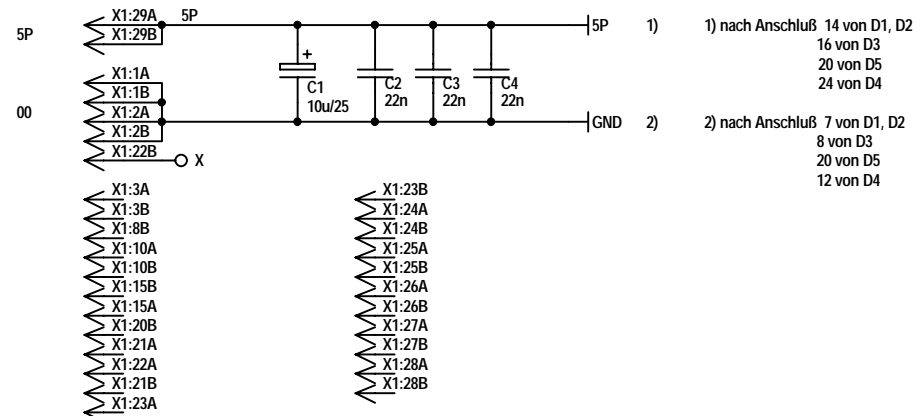 5P
X1:29A 5P
X1:29B
00
X1:1A
X1:1B
X1:2A
X1:2B
X1:22B X
+
C1
10u/25
C2
22n
C3
22n
C4
22n
5P 1)
GND 2)
1) nach Anschluß 14 von D1, D2
16 von D3
20 von D5
24 von D4
2) nach Anschluß 7 von D1, D2
8 von D3
20 von D5
12 von D4
X1:3A
X1:3B
X1:8B
X1:10A
X1:10B
X1:15B
X1:15A
X1:20B
X1:21A
X1:22A
X1:21B
X1:23A
X1:23B
X1:24A
X1:24B
X1:25A
X1:25B
X1:26A
X1:26B
X1:27A
X1:27B
X1:28A
X1:28B